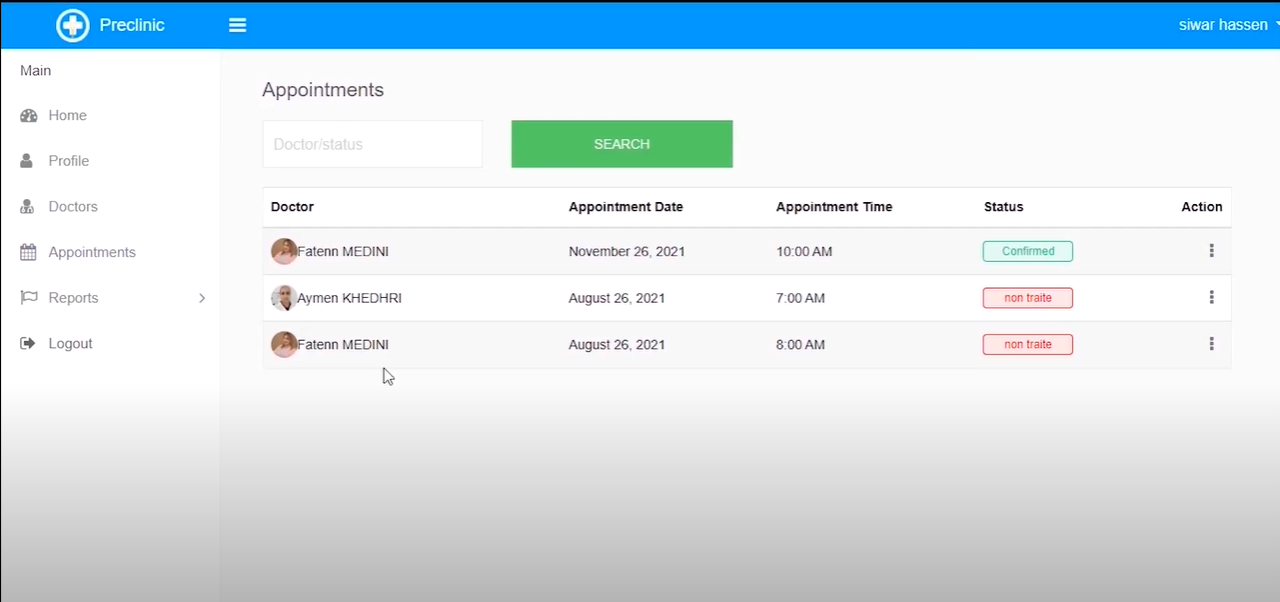 Preclinic
siwar hassen
Main
Home
Profile
Doctors
Appointments
Reports
Logout
Appointments
Doctor/status
SEARCH
Doctor Appointment Date Appointment Time Status Action
Fatenn MEDINI November 26, 2021 10:00 AM Confirmed
Aymen KHEDHRI August 26, 2021 7:00 AM non traite
Fatenn MEDINI August 26, 2021 8:00 AM non traite